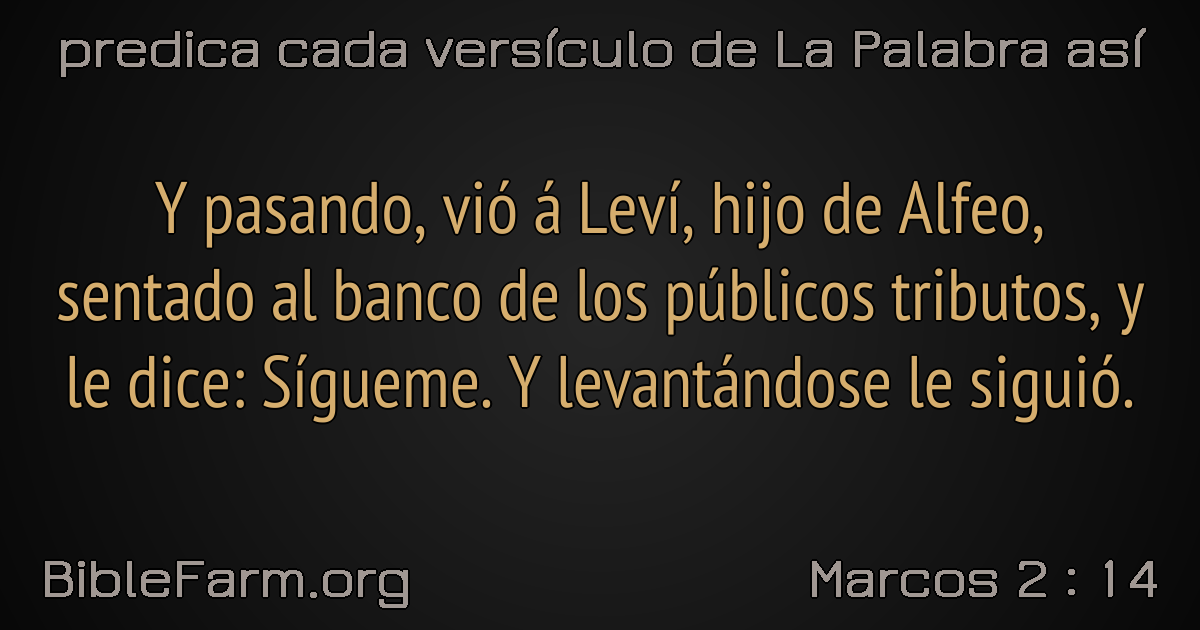 predica cada versículo de La Palabra así
Y pasando, vió á Leví, hijo de Alfeo,
sentado al banco de los públicos tributos, y
le dice: Sígueme. Y levantándose le siguió.
BibleFarm.org
Marcos 2 : 14